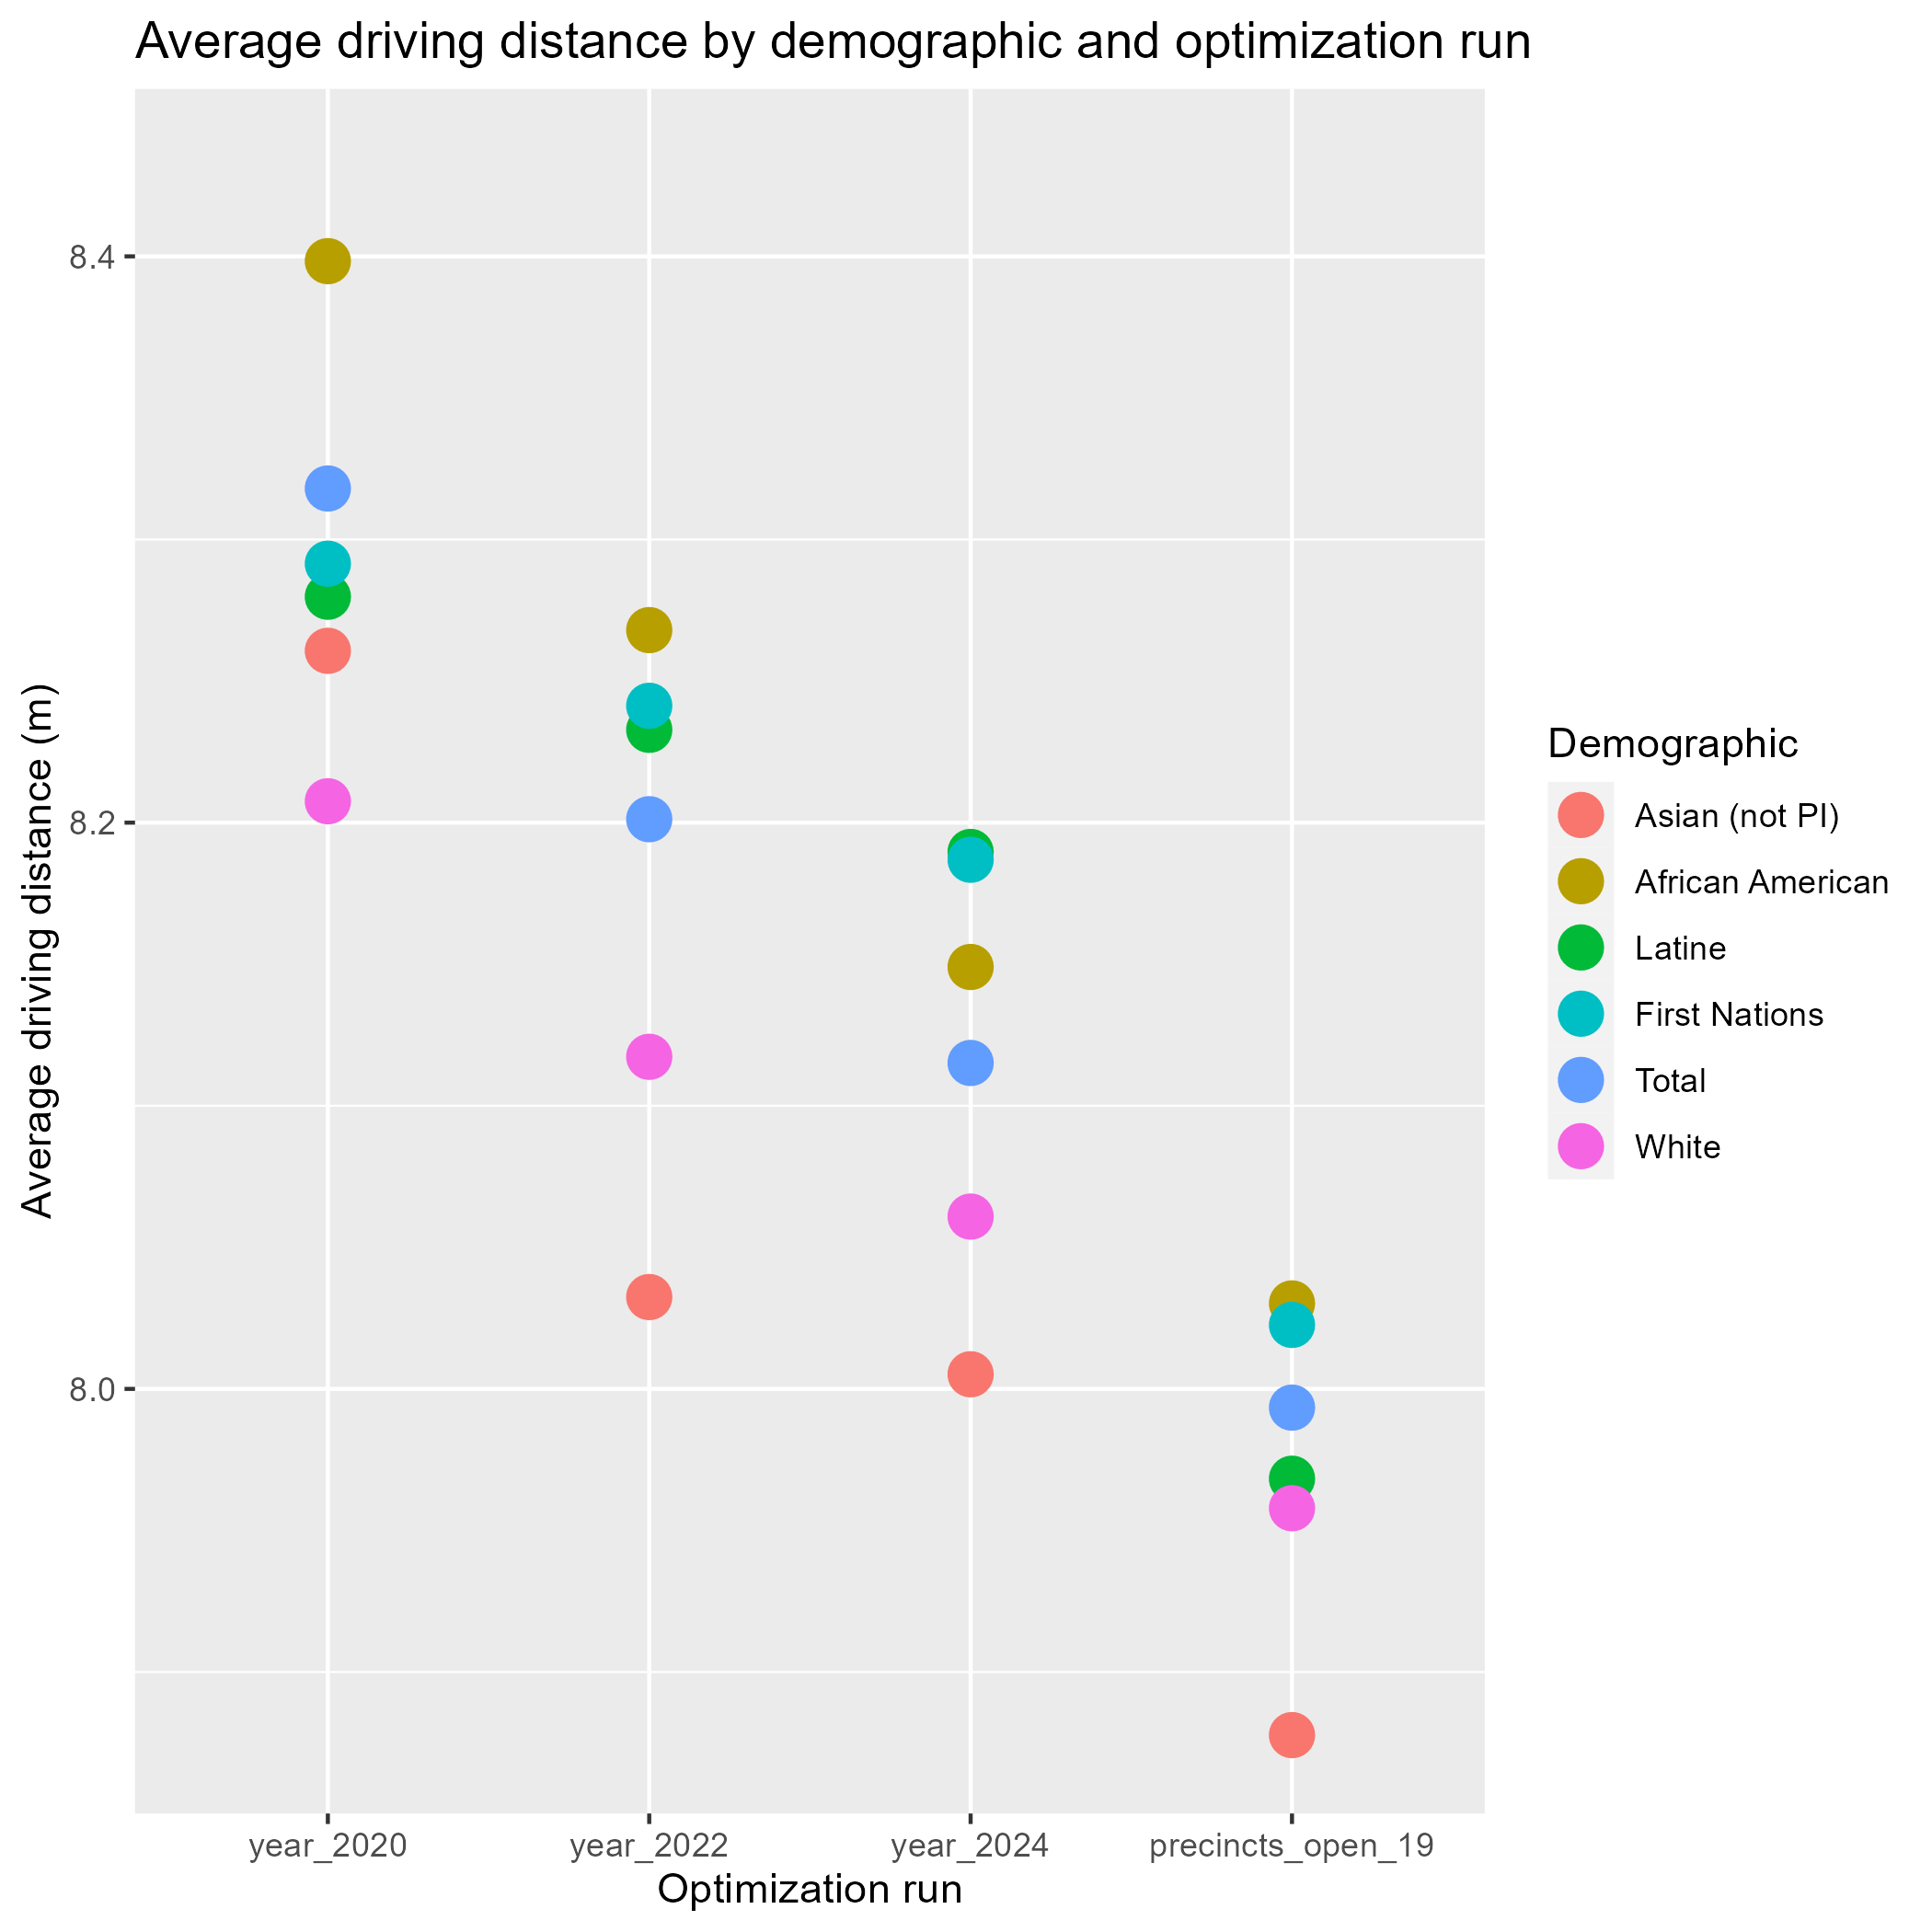 Average driving distance by demographic and optimization run
Average driving distance (m)
8.4
8.2
8.0
year_2020
year_2022
year_2024
precincts_open_19
Optimization run
Demographic
Asian (not PI)
African American
Latine
First Nations
Total
White